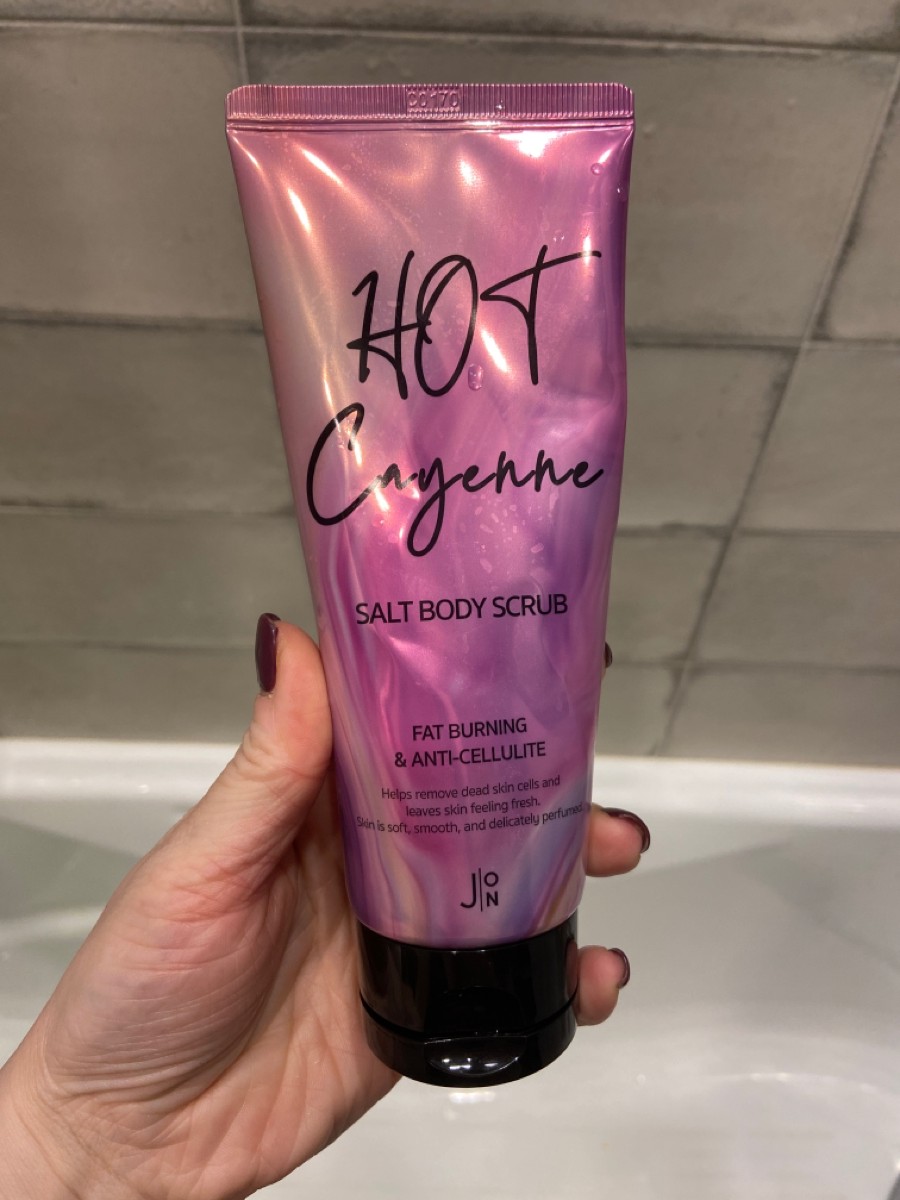 HOT
Cayenne
SALT BODY SCRUB
FAT BURNING
& ANTI-CELLULITE
Helps remove dead skin cells and
leaves skin feeling fresh.
Skin is soft, smooth, and delicately perfumed.
J|ON